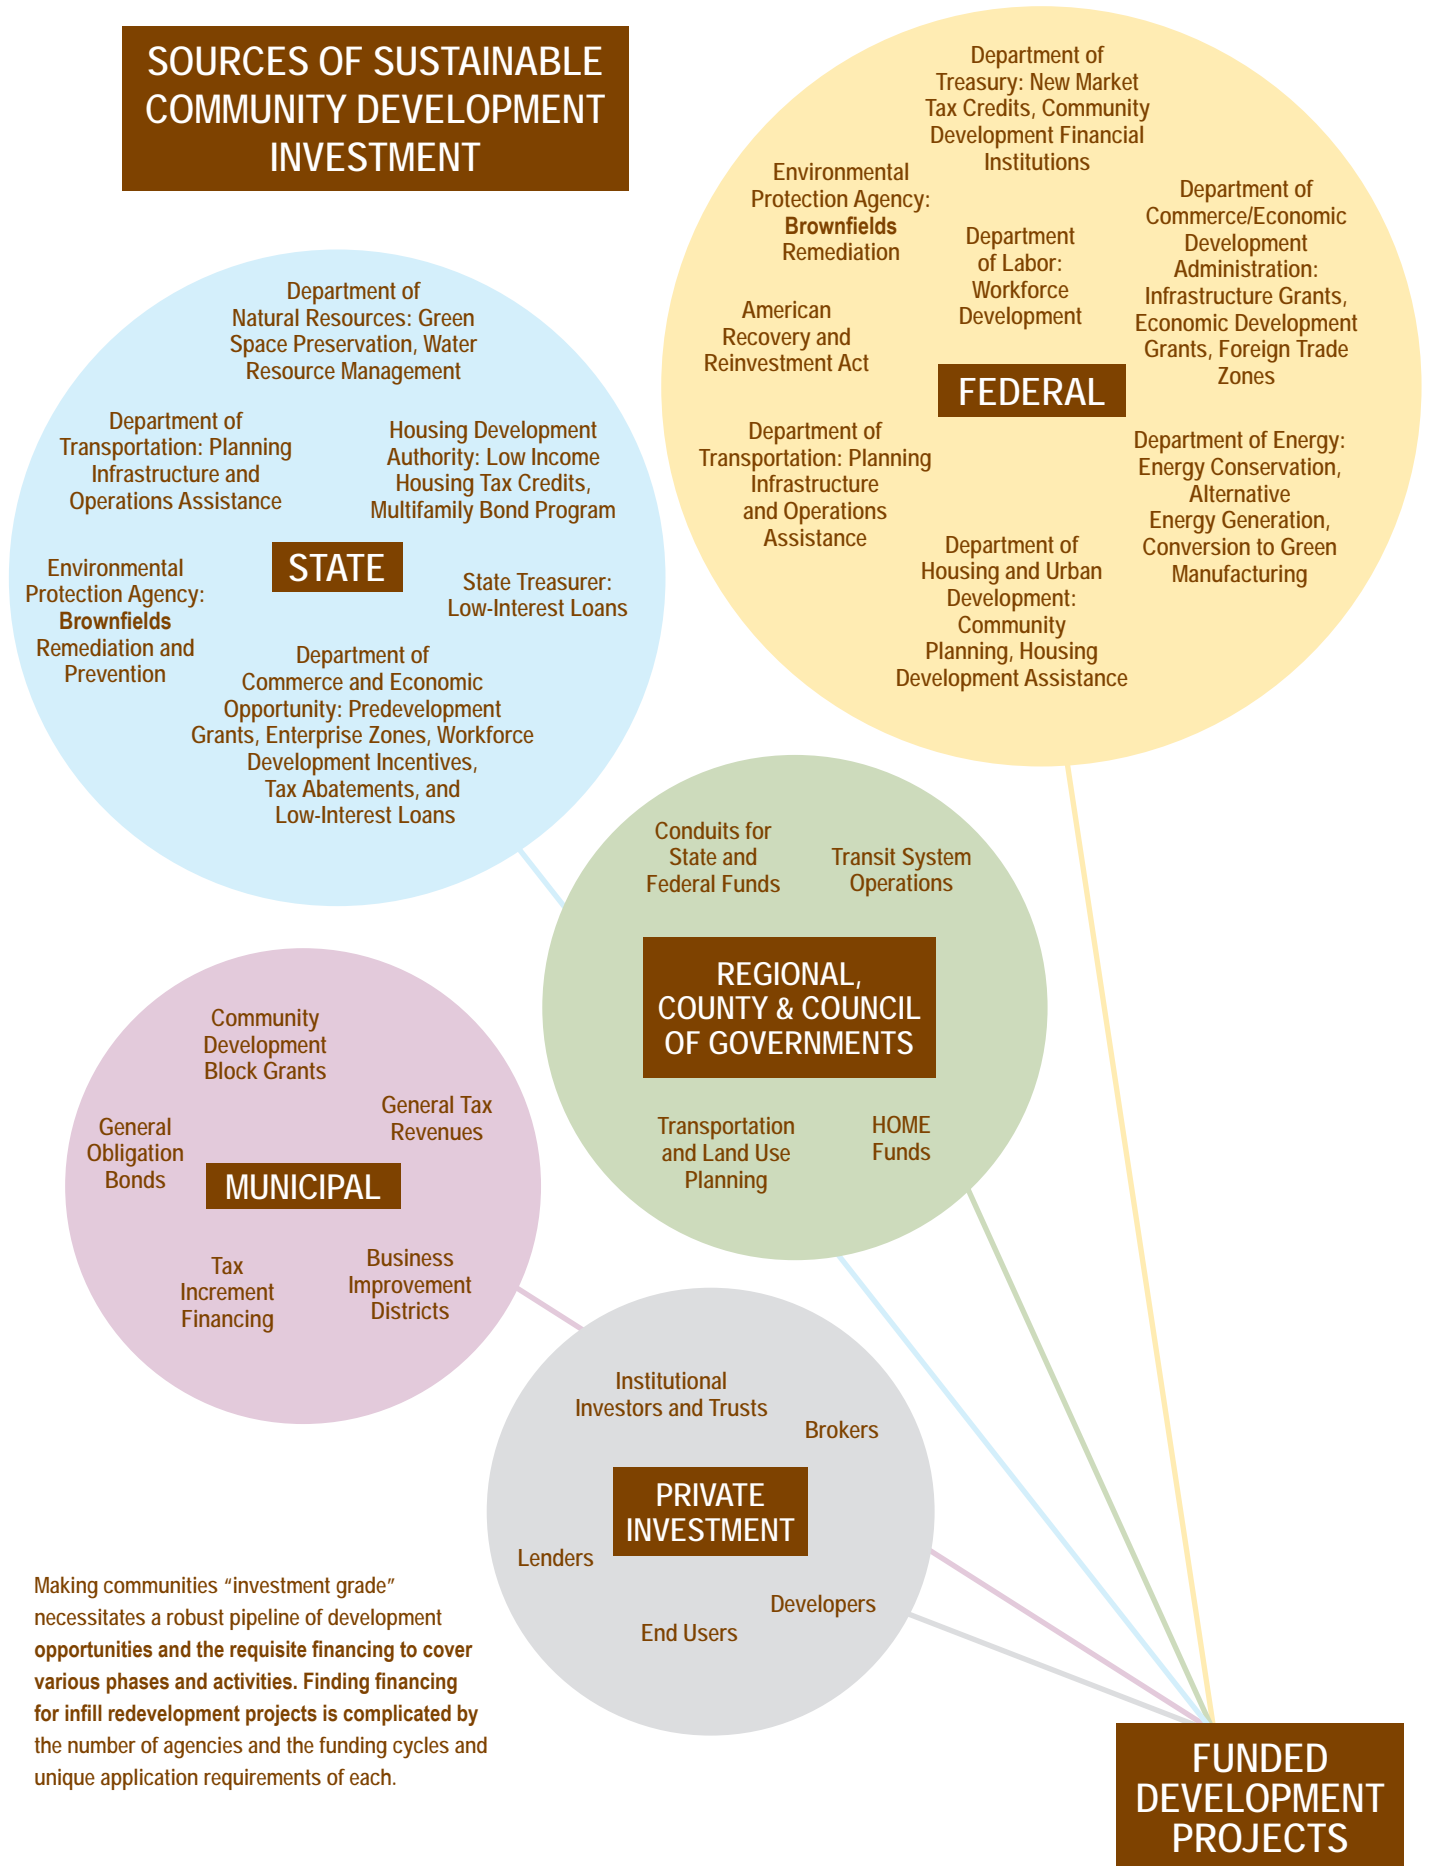 SOURCES OF SUSTAINABLE
COMMUNITY DEVELOPMENT
INVESTMENT
Department of
Treasury: New Market
Tax Credits, Community
Development Financial
Institutions
Environmental
Protection Agency:
Brownfields
Remediation
Department
of Labor:
Workforce
Development
Department of
Commerce/Economic
Development
Administration:
Infrastructure Grants,
Economic Development
Grants, Foreign Trade
Zones
American
Recovery and
Reinvestment Act
FEDERAL
Department of
Transportation: Planning
Infrastructure
and Operations
Assistance
Department of Energy:
Energy Conservation,
Alternative
Energy Generation,
Conversion to Green
Manufacturing
Department of
Housing and Urban
Development:
Community
Planning, Housing
Development Assistance
Department of
Natural Resources: Green
Space Preservation, Water
Resource Management
Department of
Transportation: Planning
Infrastructure and
Operations Assistance
Housing Development
Authority: Low Income
Housing Tax Credits,
Multifamily Bond Program
STATE
Environmental
Protection Agency:
Brownfields
Remediation and
Prevention
State Treasurer:
Low-Interest Loans
Department of
Commerce and Economic
Opportunity: Predevelopment
Grants, Enterprise Zones, Workforce
Development Incentives,
Tax Abatements, and
Low-Interest Loans
Conduits for
State and
Federal Funds
Transit System
Operations
REGIONAL,
COUNTY & COUNCIL
OF GOVERNMENTS
Transportation
and Land Use
Planning
HOME
Funds
Community
Development
Block Grants
General Tax
Revenues
General
Obligation
Bonds
MUNICIPAL
Tax
Increment
Financing
Business
Improvement
Districts
Institutional
Investors and Trusts
Brokers
PRIVATE
INVESTMENT
Lenders
Developers
End Users
Making communities “investment grade”
necessitates a robust pipeline of development
opportunities and the requisite financing to cover
various phases and activities. Finding financing
for infill redevelopment projects is complicated by
the number of agencies and the funding cycles and
unique application requirements of each.
FUNDED
DEVELOPMENT
PROJECTS